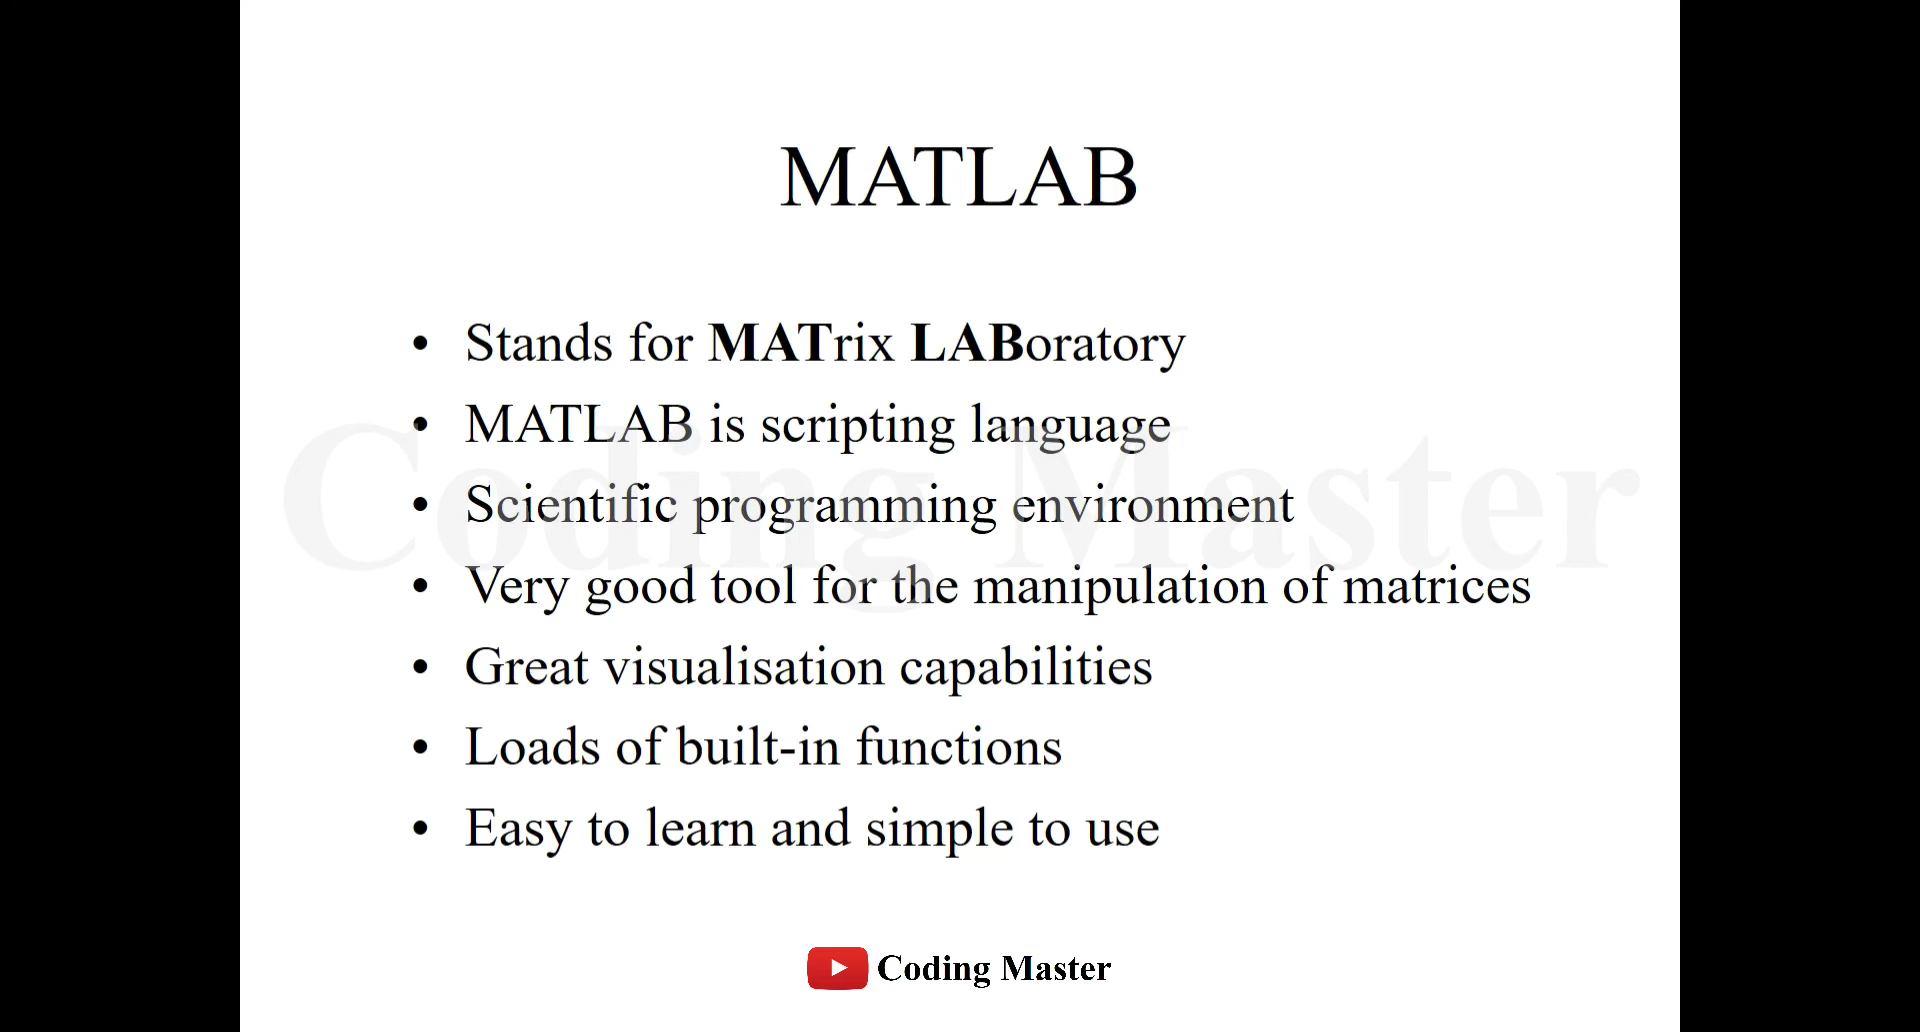 MATLAB
• Stands for MATrix LABoratory
• MATLAB is scripting language
• Scientific programming environment
• Very good tool for the manipulation of matrices
• Great visualisation capabilities
• Loads of built-in functions
• Easy to learn and simple to use
Coding Master
Coding Master